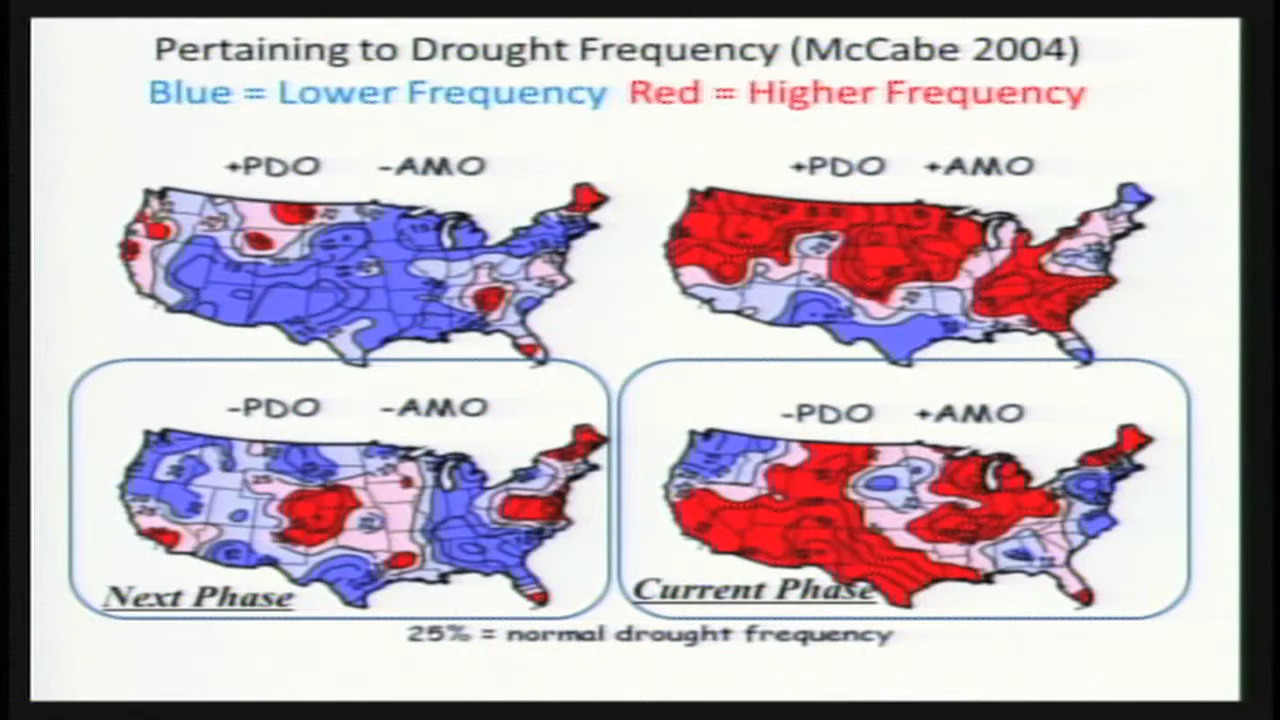 Pertaining to Drought Frequency (McCabe 2004)
Blue = Lower Frequency Red = Higher Frequency
+PDO -AMO
+PDO +AMO
-PDO -AMO
-PDO +AMO
Next Phase
Current Phase
25% = normal drought frequency